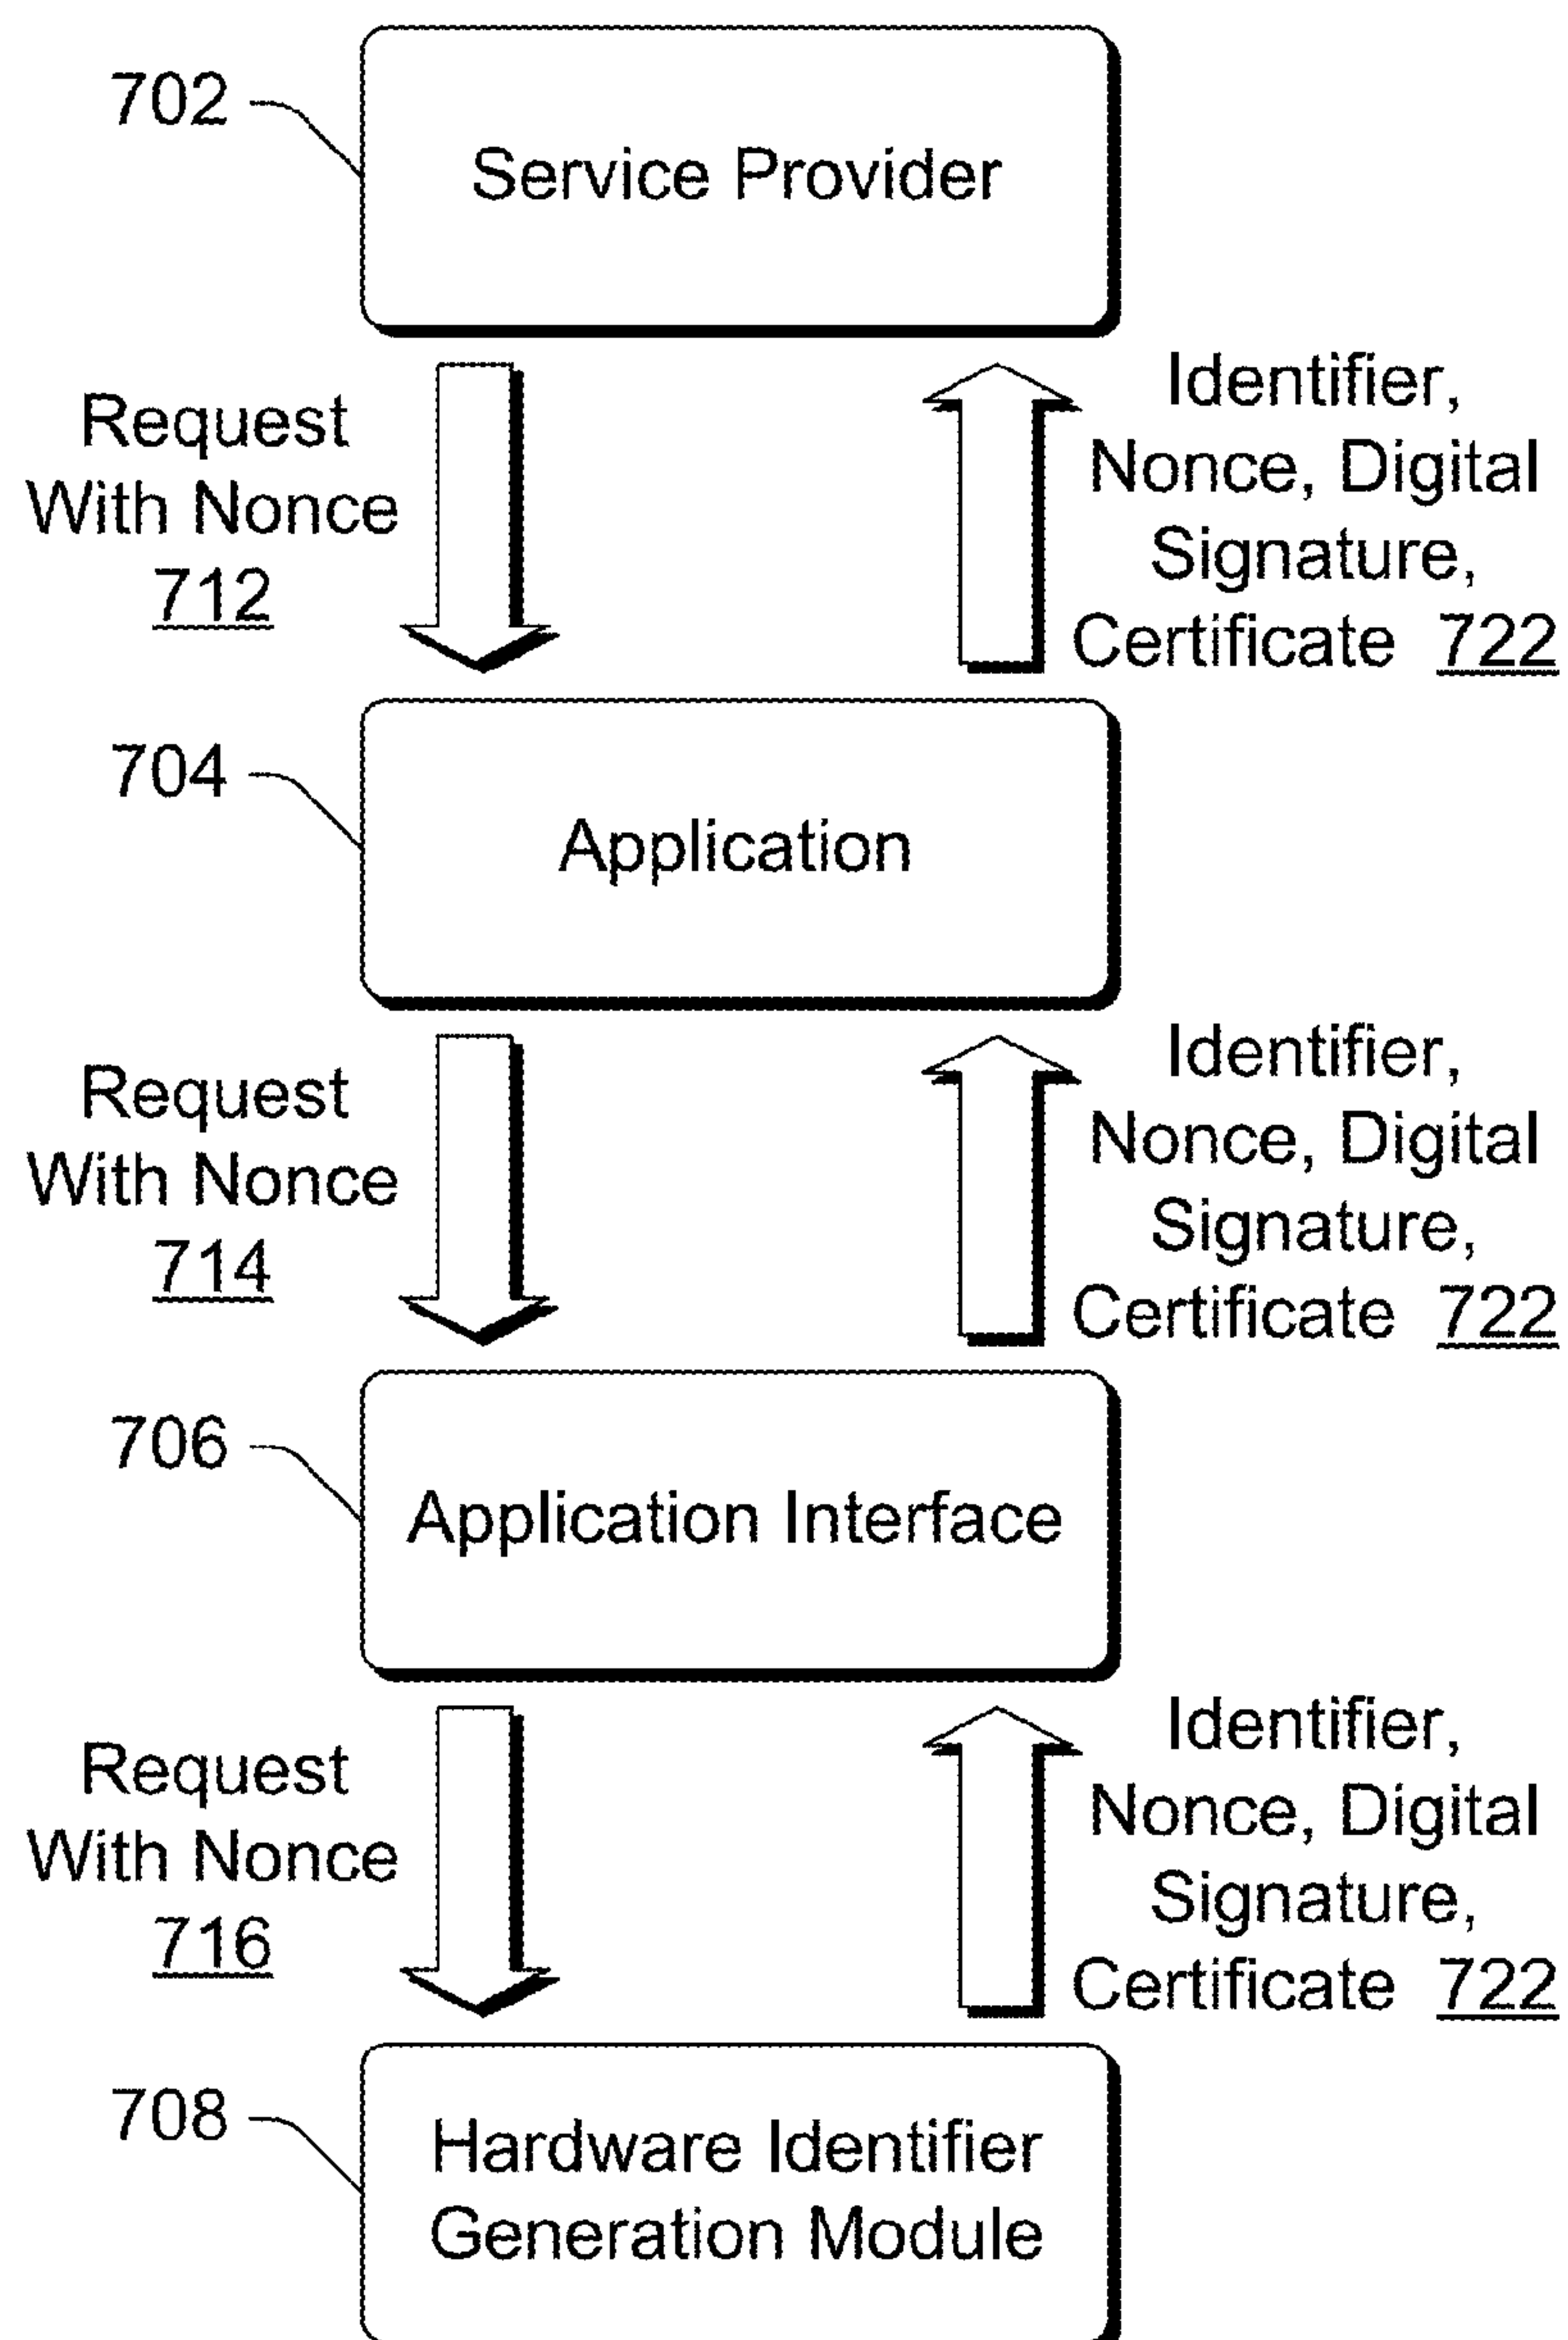 702
Service Provider
Request
With Nonce
712
Identifier,
Nonce, Digital
Signature,
Certificate 722
704
Application
Request
With Nonce
714
Identifier,
Nonce, Digital
Signature,
Certificate 722
706
Application Interface
Request
With Nonce
716
Identifier,
Nonce, Digital
Signature,
Certificate 722
708
Hardware Identifier
Generation Module